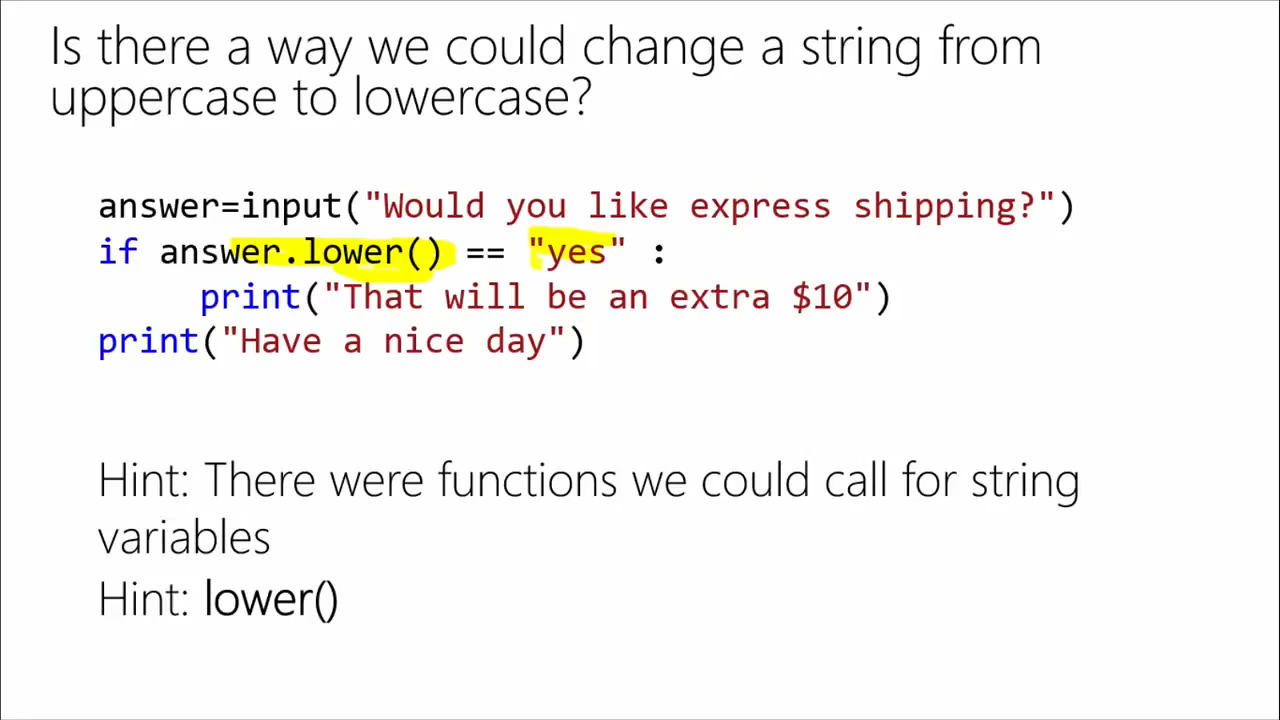 Is there a way we could change a string from
uppercase to lowercase?
answer=input("Would you like express shipping?")
if answer.lower() == "yes" :
print("That will be an extra $10")
print("Have a nice day")
Hint: There were functions we could call for string
variables
Hint: lower()